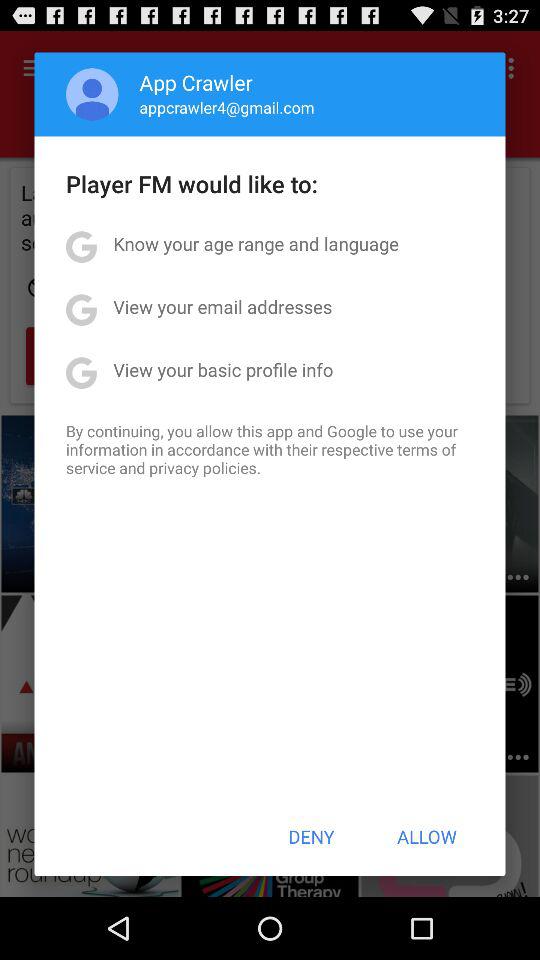 3:27
App Crawler
appcrawler4@gmail.com
Player FM would like to:
Know your age range and language
View your email addresses
View your basic profile info
By continuing, you allow this app and Google to use your
information in accordance with their respective terms of
service and privacy policies.
DENY
ALLOW
Group
Therapy